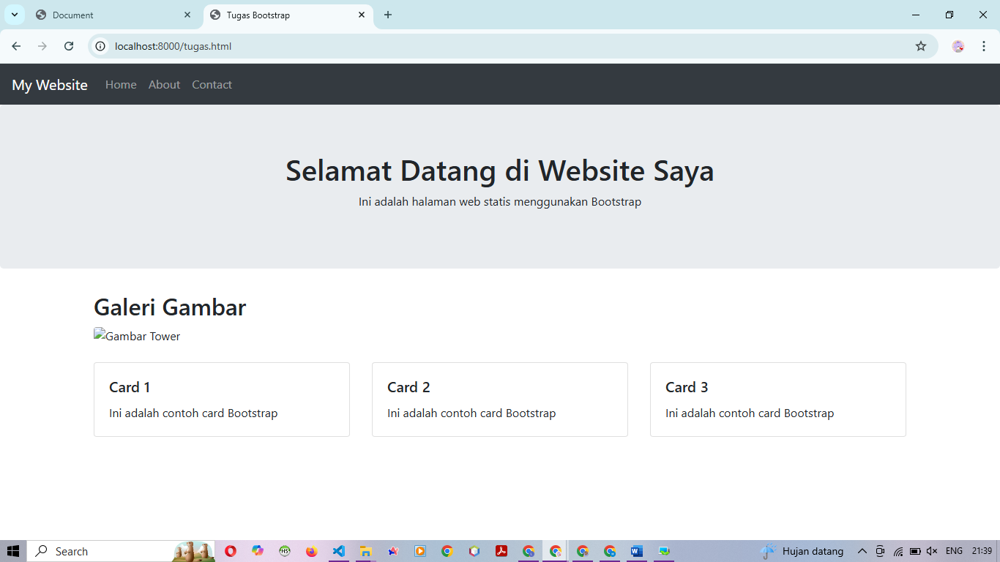 Document
Tugas Bootstrap
localhost:8000/tugas.html
My Website Home About Contact
Selamat Datang di Website Saya
Ini adalah halaman web statis menggunakan Bootstrap
Galeri Gambar
Gambar Tower
Card 1
Ini adalah contoh card Bootstrap
Card 2
Ini adalah contoh card Bootstrap
Card 3
Ini adalah contoh card Bootstrap
Search
HS
W
Hujan datang
ENG
21:39